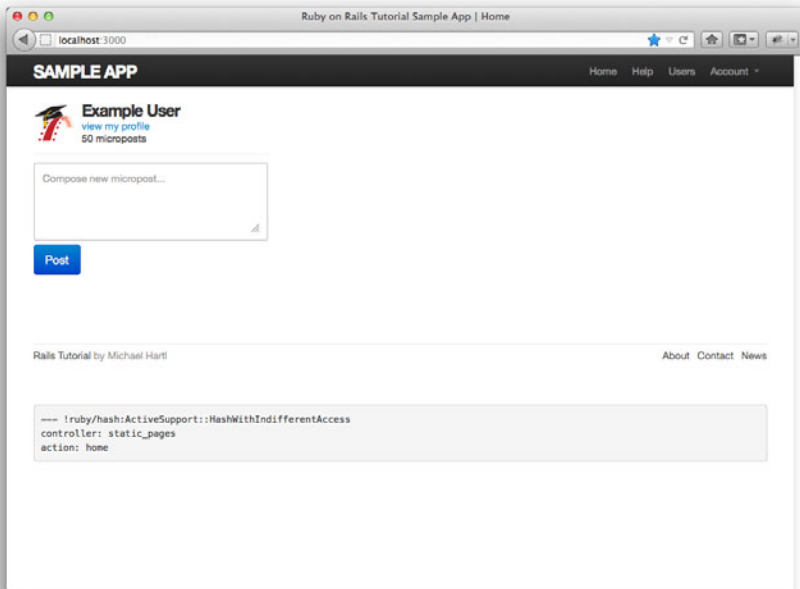 Ruby on Rails Tutorial Sample App | Home
localhost:3000
SAMPLE APP
Home Help Users Account
Example User
view my profile
50 microposts
Compose new micropost...
Post
Rails Tutorial by Michael Hartl
About Contact News
--- !ruby/hash:ActiveSupport::HashWithIndifferentAccess
controller: static_pages
action: home